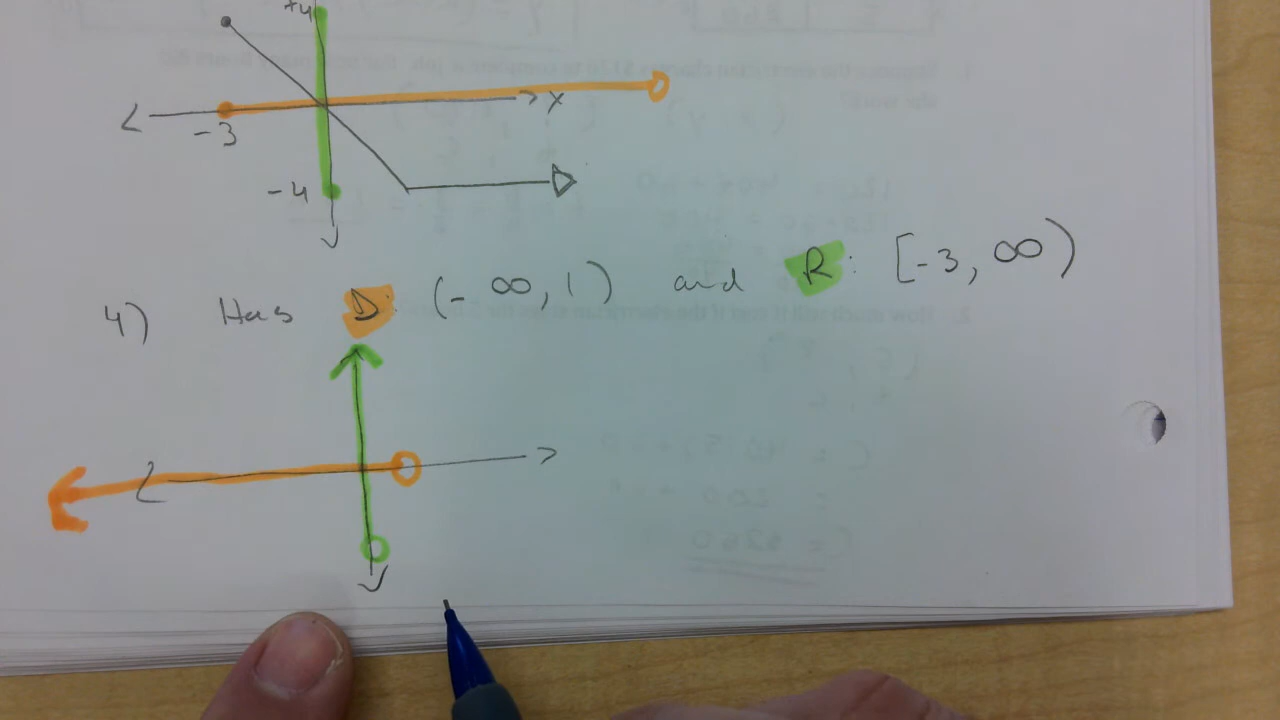 +4
x
-3
-4
4) Has D: (-∞, 1) and R: [-3, ∞)